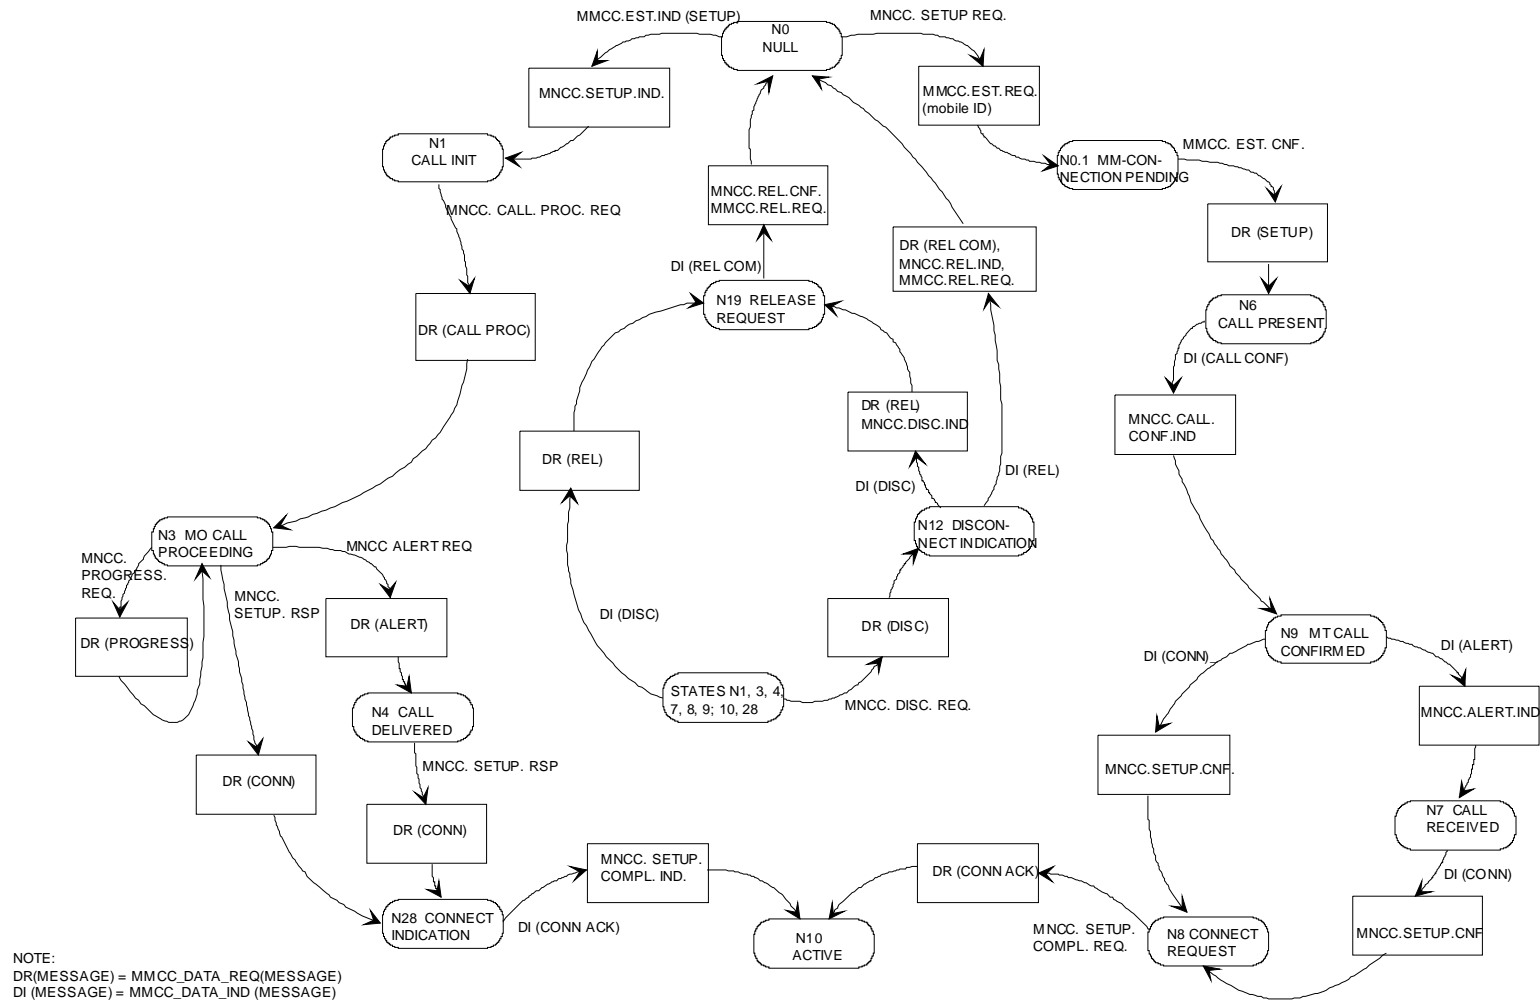 MMCC.EST.IND (SETUP)
N0
NULL
MNCC. SETUP REQ.
MNCC.SETUP.IND.
MMCC.EST.REQ.
(mobile ID)
N1
CALL INIT
MMCC. EST. CNF.
N0.1 MM-CON-
NECTION PENDING
MNCC.REL.CNF.
MMCC.REL.REQ.
MNCC. CALL. PROC. REQ
DR (SETUP)
DR (REL COM),
MNCC.REL.IND,
MMCC.REL.REQ.
DI (REL COM)
N19 RELEASE
REQUEST
N6
CALL PRESENT
DR (CALL PROC)
DI (CALL CONF)
DR (REL)
MNCC.DISC.IND
MNCC. CALL.
CONF.IND
DR (REL)
DI (DISC)
DI (REL)
N12 DISCON-
NECT INDICATION
N3 MO CALL
PROCEEDING
MNCC ALERT REQ
MNCC.
PROGRESS.
REQ.
MNCC.
SETUP. RSP
DI (DISC)
DR (ALERT)
DR (DISC)
DR (PROGRESS)
N9 MT CALL
CONFIRMED
DI (CONN)
DI (ALERT)
STATES N1, 3, 4,
7, 8, 9; 10, 28
MNCC. DISC. REQ.
MNCC.ALERT.IND
N4 CALL
DELIVERED
MNCC. SETUP. RSP
DR (CONN)
MNCC.SETUP.CNF.
N7 CALL
RECEIVED
DR (CONN)
MNCC. SETUP.
COMPL. IND.
DR (CONN ACK)
DI (CONN)
N28 CONNECT
INDICATION
DI (CONN ACK)
N10
ACTIVE
MNCC. SETUP.
COMPL. REQ.
N8 CONNECT
REQUEST
MNCC.SETUP.CNF
NOTE:
DR(MESSAGE) = MMCC_DATA_REQ(MESSAGE)
DI (MESSAGE) = MMCC_DATA_IND (MESSAGE)